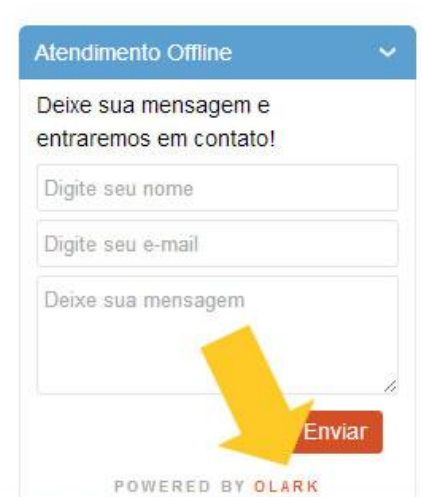 Atendimento Offline
Deixe sua mensagem e
entraremos em contato!
Digite seu nome
Digite seu e-mail
Deixe sua mensagem
Enviar
POWERED BY OLARK